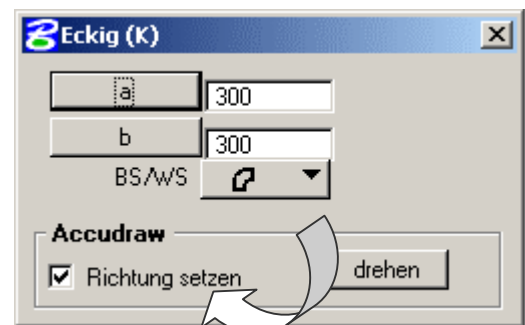 Eckig (K)
a 300
b 300
BS/WS
Accudraw
Richtung setzen drehen